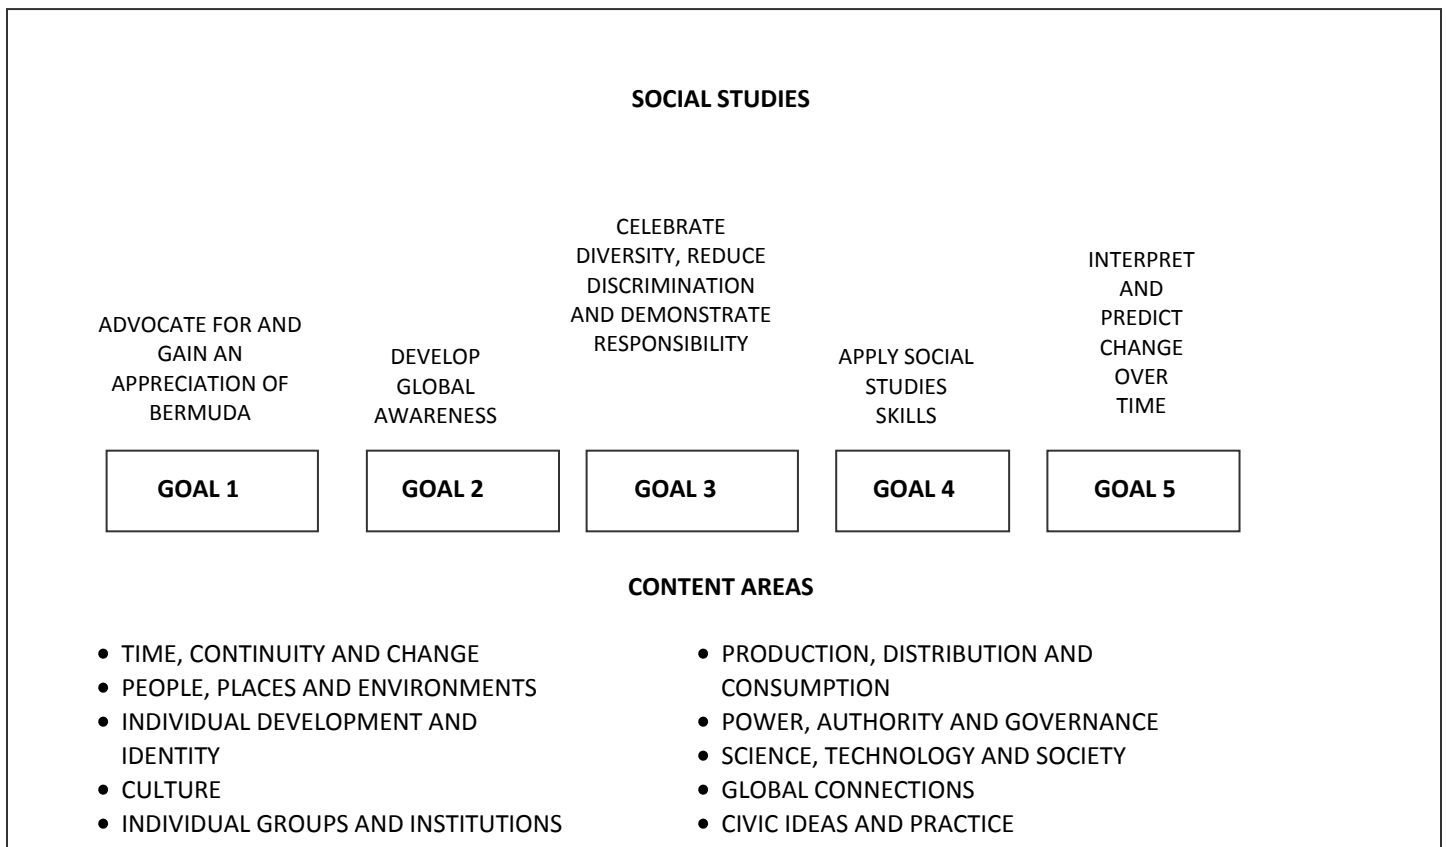 SOCIAL STUDIES
ADVOCATE FOR AND
GAIN AN
APPRECIATION OF
BERMUDA
DEVELOP
GLOBAL
AWARENESS
CELEBRATE
DIVERSITY, REDUCE
DISCRIMINATION
AND DEMONSTRATE
RESPONSIBILITY
APPLY SOCIAL
STUDIES
SKILLS
INTERPRET
AND
PREDICT
CHANGE
OVER
TIME
GOAL 1
GOAL 2
GOAL 3
GOAL 4
GOAL 5
CONTENT AREAS
• TIME, CONTINUITY AND CHANGE
• PEOPLE, PLACES AND ENVIRONMENTS
• INDIVIDUAL DEVELOPMENT AND
IDENTITY
• CULTURE
• INDIVIDUAL GROUPS AND INSTITUTIONS
• PRODUCTION, DISTRIBUTION AND
CONSUMPTION
• POWER, AUTHORITY AND GOVERNANCE
• SCIENCE, TECHNOLOGY AND SOCIETY
• GLOBAL CONNECTIONS
• CIVIC IDEAS AND PRACTICE